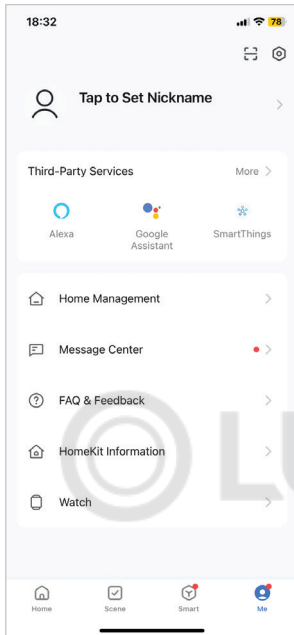 18:32
78
Tap to Set Nickname
Third-Party Services
More
Alexa
Google
Assistant
SmartThings
Home Management
Message Center
FAQ & Feedback
HomeKit Information
Watch
LU
Home
Scene
Smart
Me